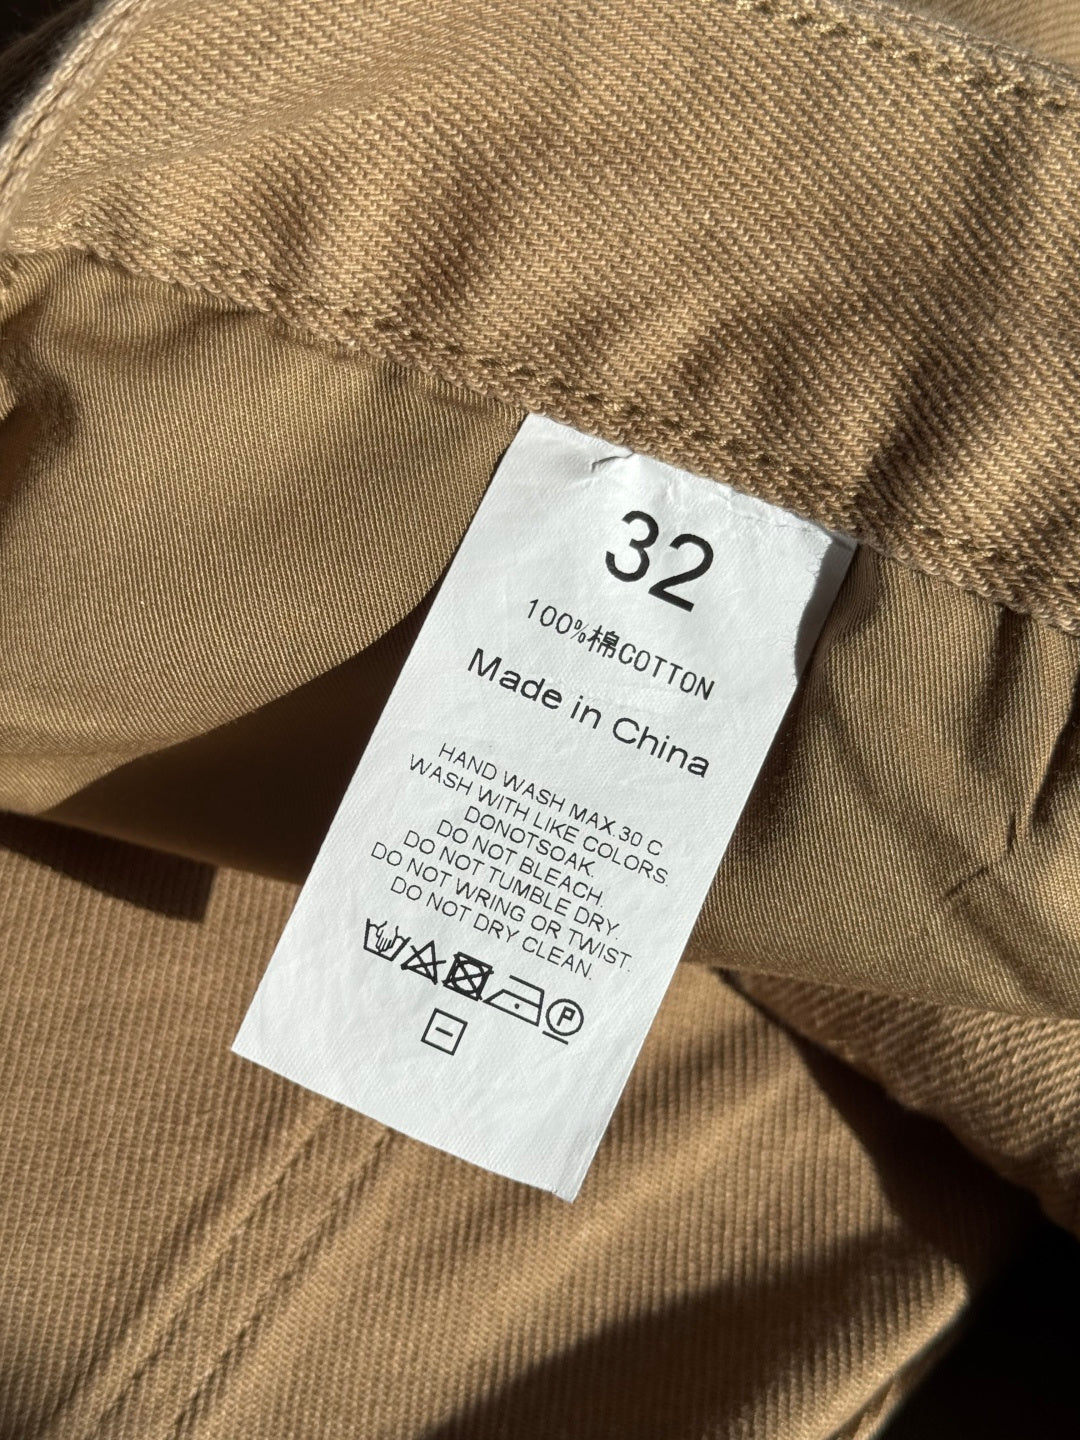 32
100%棉COTTON
Made in China
HAND WASH MAX 30 C
WASH WITH LIKE COLORS.
DONOTSOAK.
DO NOT BLEACH.
DO NOT TUMBLE DRY.
DO NOT WRING OR TWIST.
DO NOT DRY CLEAN.
P